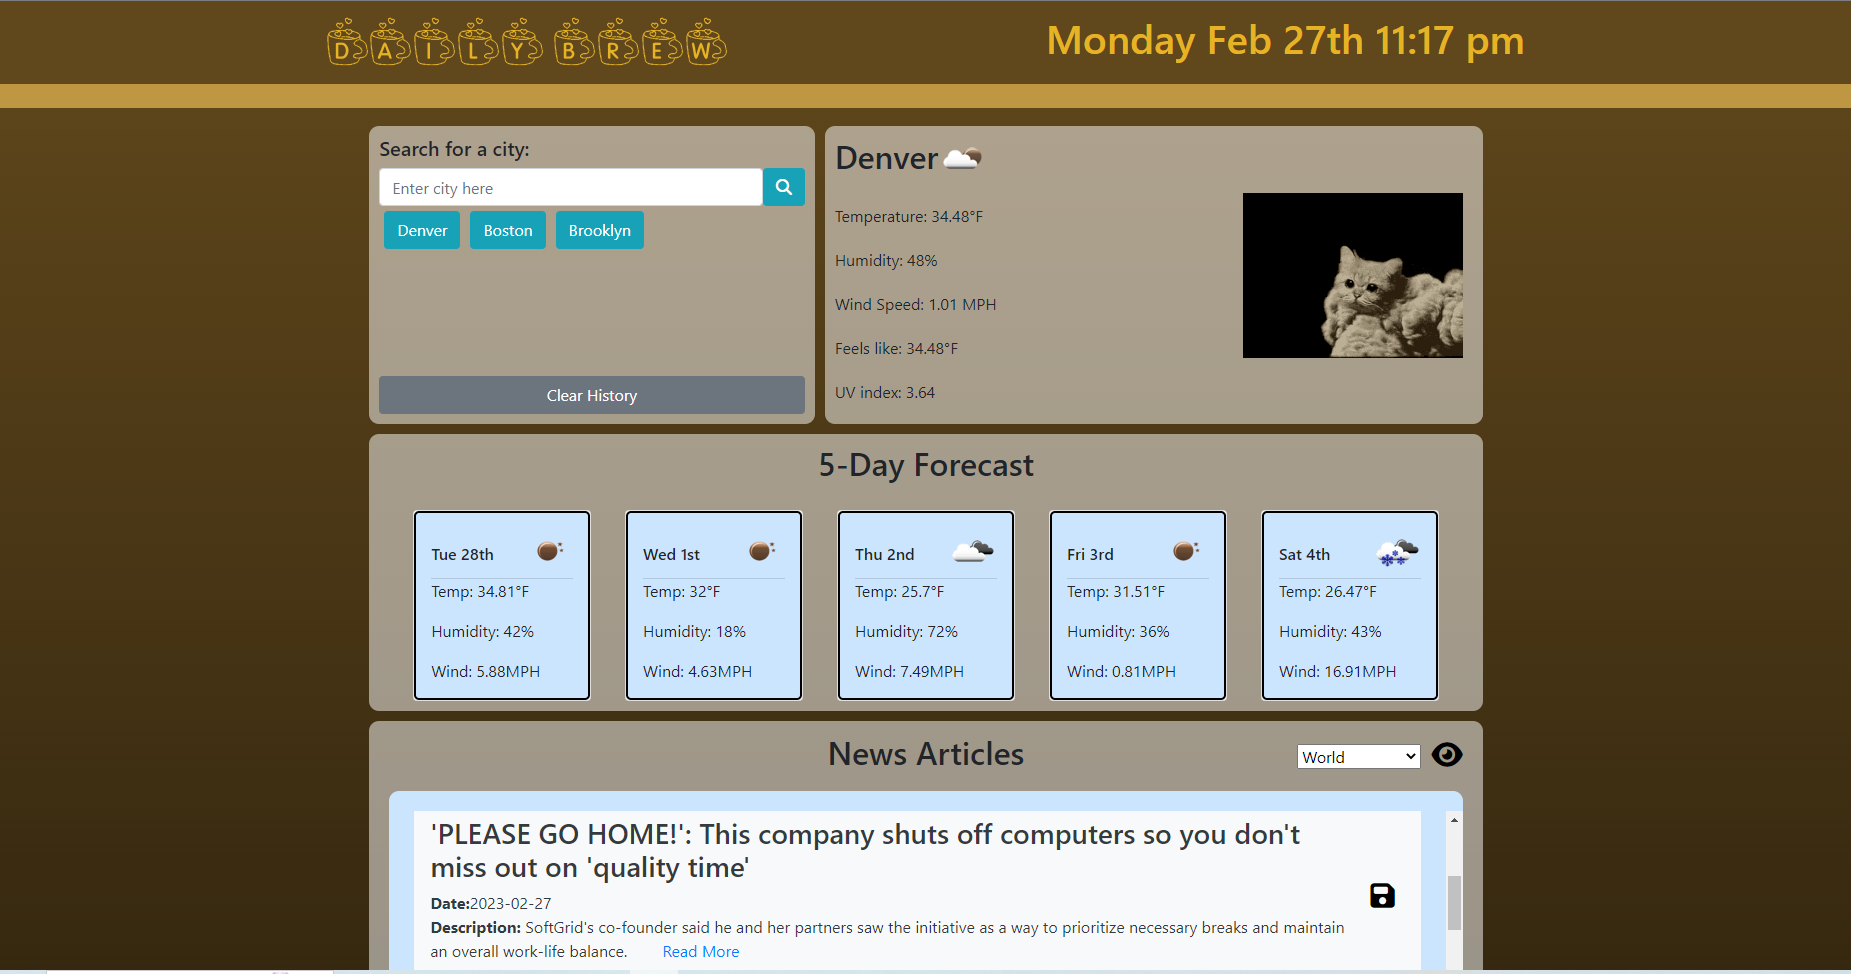 DAILY BREW
Monday Feb 27th 11:17 pm
Search for a city:
Enter city here
Denver
Boston
Brooklyn
Clear History
Denver
Temperature: 34.48°F
Humidity: 48%
Wind Speed: 1.01 MPH
Feels like: 34.48°F
UV index: 3.64
5-Day Forecast
Tue 28th
Temp: 34.81°F
Humidity: 42%
Wind: 5.88MPH
Wed 1st
Temp: 32°F
Humidity: 18%
Wind: 4.63MPH
Thu 2nd
Temp: 25.7°F
Humidity: 72%
Wind: 7.49MPH
Fri 3rd
Temp: 31.51°F
Humidity: 36%
Wind: 0.81MPH
Sat 4th
Temp: 26.47°F
Humidity: 43%
Wind: 16.91MPH
News Articles
World
'PLEASE GO HOME!': This company shuts off computers so you don't
miss out on 'quality time'
Date:2023-02-27
Description: SoftGrid's co-founder said he and her partners saw the initiative as a way to prioritize necessary breaks and maintain
an overall work-life balance. Read More